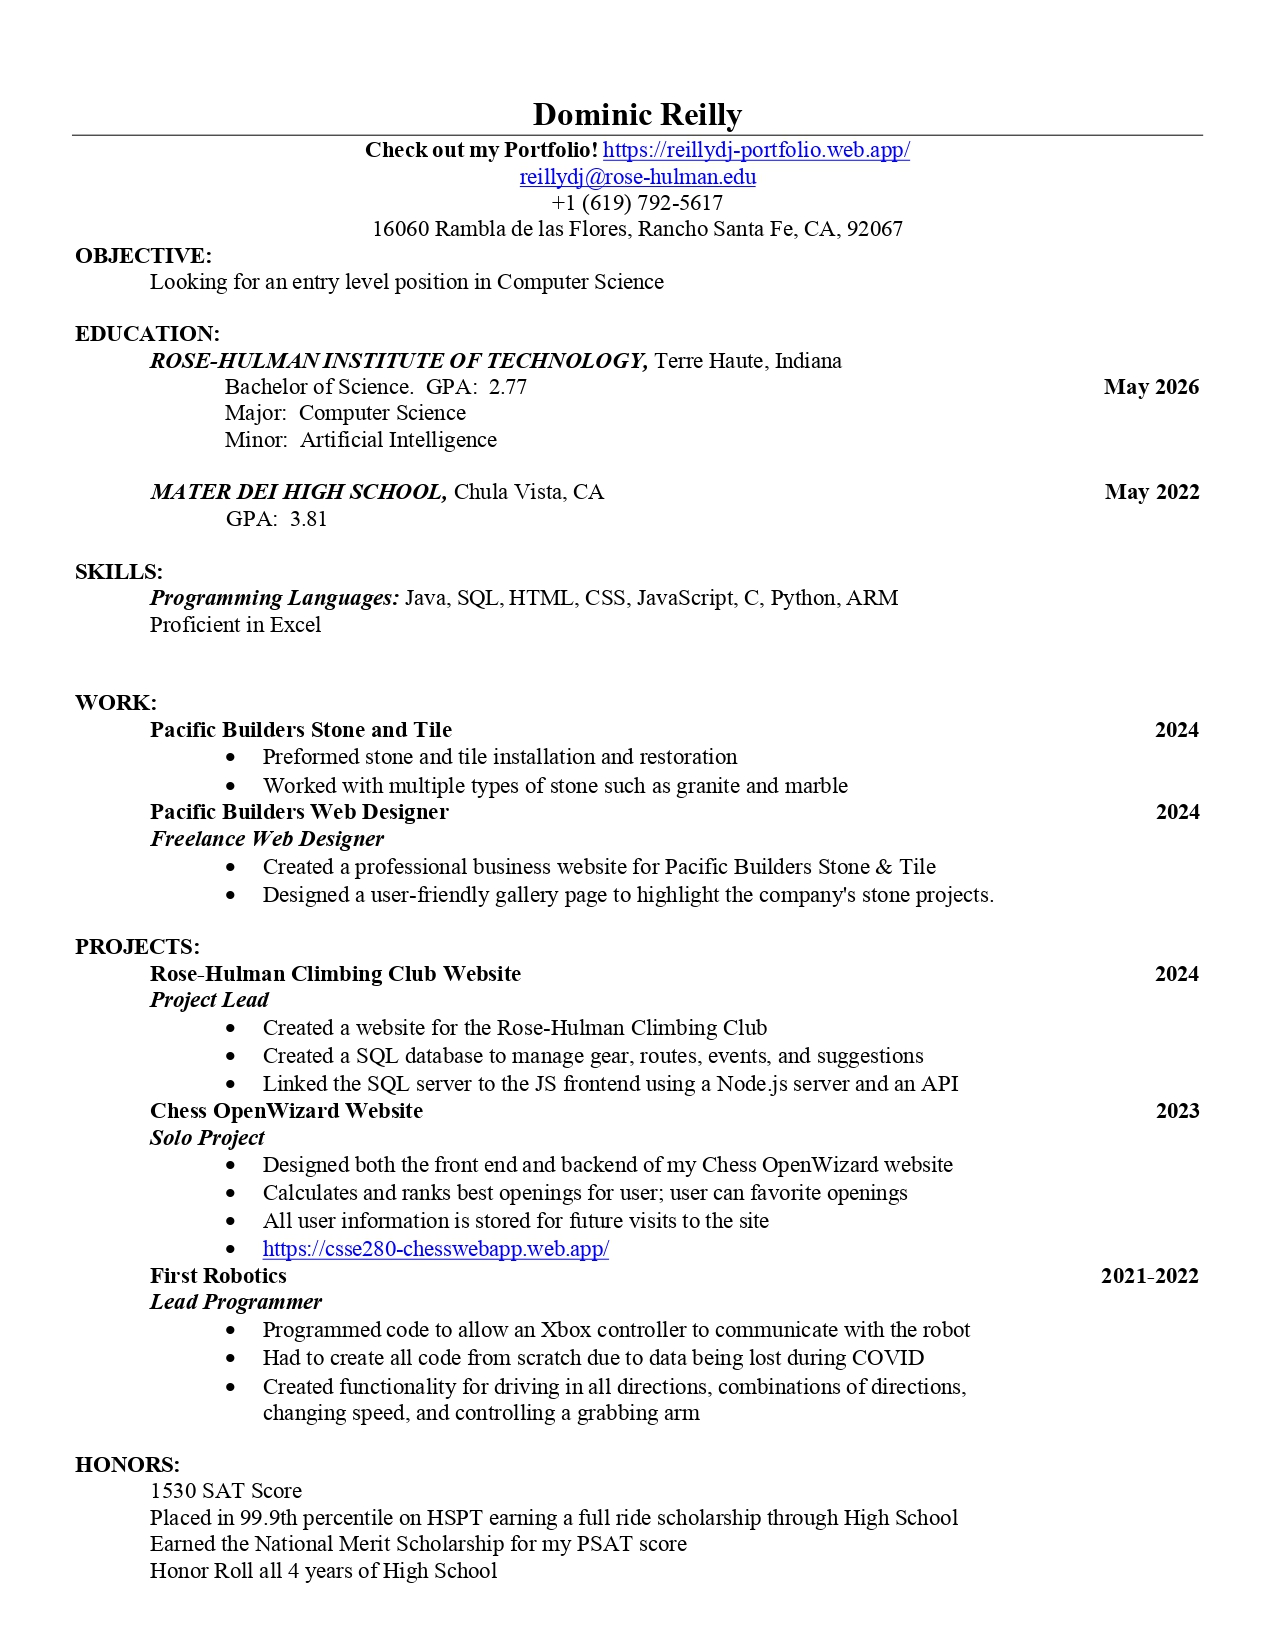 Dominic Reilly
Check out my Portfolio! https://reillydj-portfolio.web.app/
reillydj@rose-hulman.edu
+1 (619) 792-5617
16060 Rambla de las Flores, Rancho Santa Fe, CA, 92067
OBJECTIVE:
Looking for an entry level position in Computer Science
EDUCATION:
ROSE-HULMAN INSTITUTE OF TECHNOLOGY, Terre Haute, Indiana
Bachelor of Science. GPA: 2.77 May 2026
Major: Computer Science
Minor: Artificial Intelligence
MATER DEI HIGH SCHOOL, Chula Vista, CA May 2022
GPA: 3.81
SKILLS:
Programming Languages: Java, SQL, HTML, CSS, JavaScript, C, Python, ARM
Proficient in Excel
WORK:
Pacific Builders Stone and Tile 2024
• Preformed stone and tile installation and restoration
• Worked with multiple types of stone such as granite and marble
Pacific Builders Web Designer 2024
Freelance Web Designer
• Created a professional business website for Pacific Builders Stone & Tile
• Designed a user-friendly gallery page to highlight the company's stone projects.
PROJECTS:
Rose-Hulman Climbing Club Website 2024
Project Lead
• Created a website for the Rose-Hulman Climbing Club
• Created a SQL database to manage gear, routes, events, and suggestions
• Linked the SQL server to the JS frontend using a Node.js server and an API
Chess OpenWizard Website 2023
Solo Project
• Designed both the front end and backend of my Chess OpenWizard website
• Calculates and ranks best openings for user; user can favorite openings
• All user information is stored for future visits to the site
• https://csse280-chesswebapp.web.app/
First Robotics 2021-2022
Lead Programmer
• Programmed code to allow an Xbox controller to communicate with the robot
• Had to create all code from scratch due to data being lost during COVID
• Created functionality for driving in all directions, combinations of directions,
changing speed, and controlling a grabbing arm
HONORS:
1530 SAT Score
Placed in 99.9th percentile on HSPT earning a full ride scholarship through High School
Earned the National Merit Scholarship for my PSAT score
Honor Roll all 4 years of High School